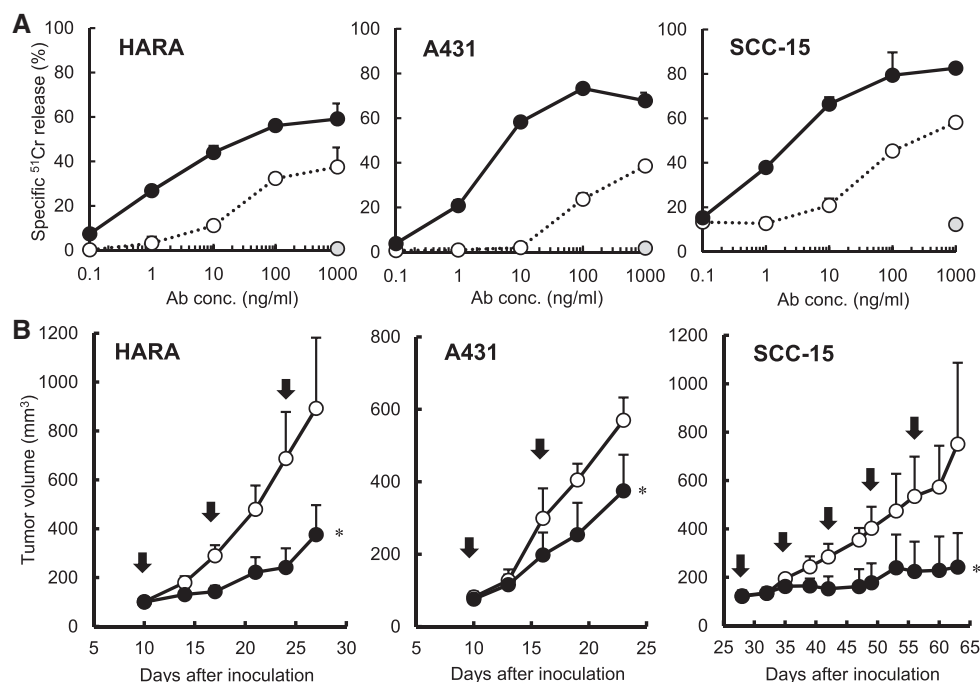 A
HARA
A431
SCC-15
Specific ⁵¹Cr release (%)
100
80
60
40
20
0
0.1 1 10 100 1000
Ab conc. (ng/ml)
100
80
60
40
20
0
0.1 1 10 100 1000
Ab conc. (ng/ml)
100
80
60
40
20
0
0.1 1 10 100 1000
Ab conc. (ng/ml)
B
HARA
A431
SCC-15
Tumor volume (mm³)
1200
1000
800
600
400
200
0
*
5 10 15 20 25 30
Days after inoculation
800
600
400
200
0
*
5 10 15 20 25
Days after inoculation
1200
1000
800
600
400
200
0
*
25 30 35 40 45 50 55 60 65
Days after inoculation